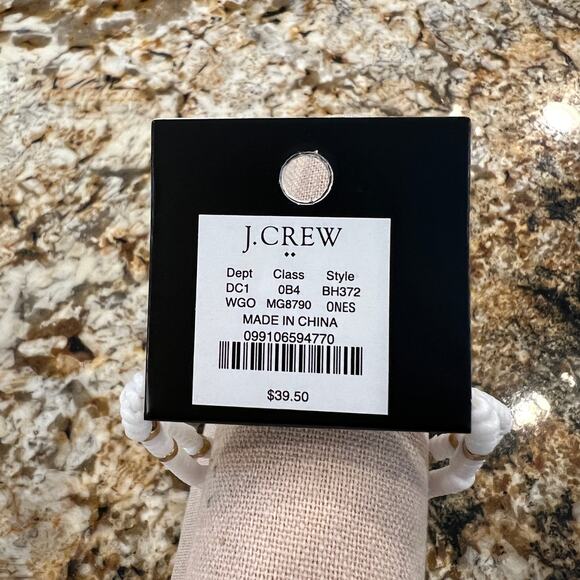 J.CREW
Dept Class Style
DC1 0B4 BH372
WGO MG8790 ONES
MADE IN CHINA
099106594770
$39.50